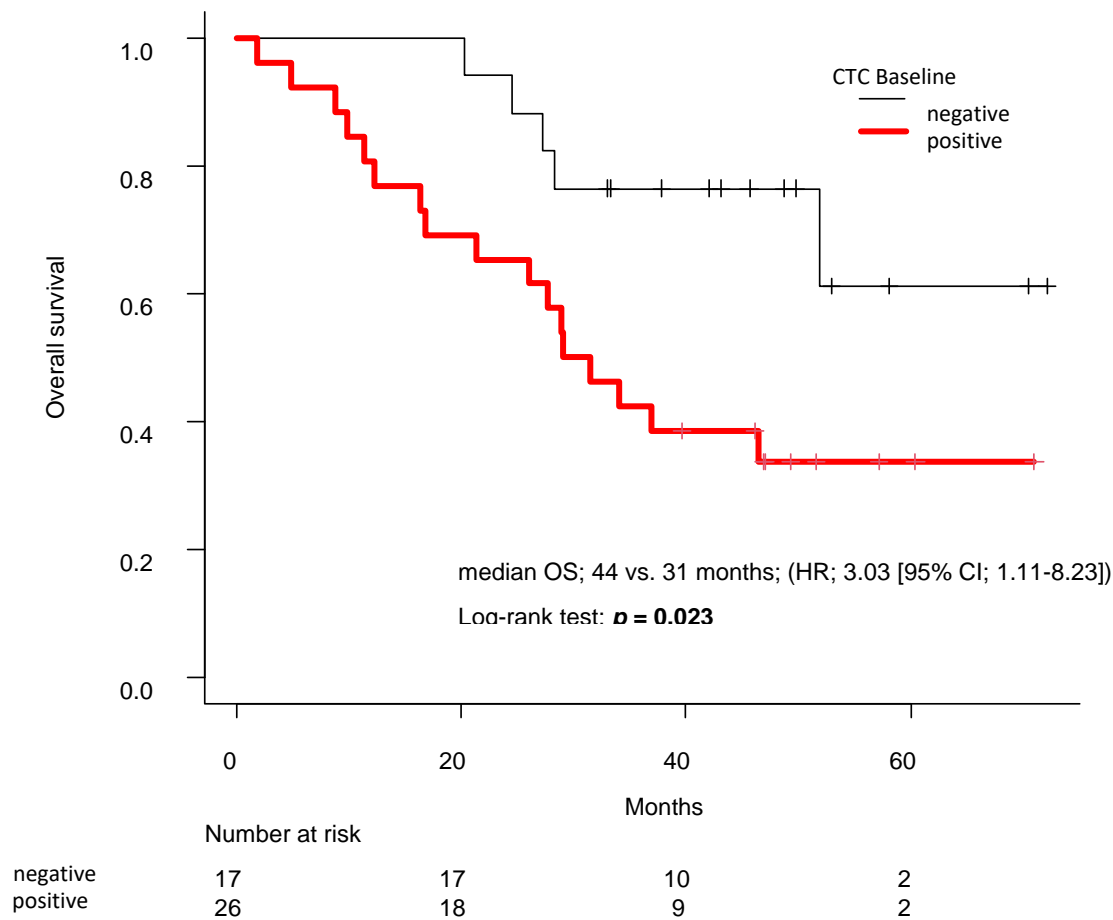 1.0
CTC Baseline
negative
positive
0.8
0.6
Overall survival
0.4
0.2
median OS; 44 vs. 31 months; (HR; 3.03 [95% CI; 1.11-8.23])
Log-rank test: p = 0.023
0.0
0 20 40 60
Months
Number at risk
negative 17 17 10 2
positive 26 18 9 2